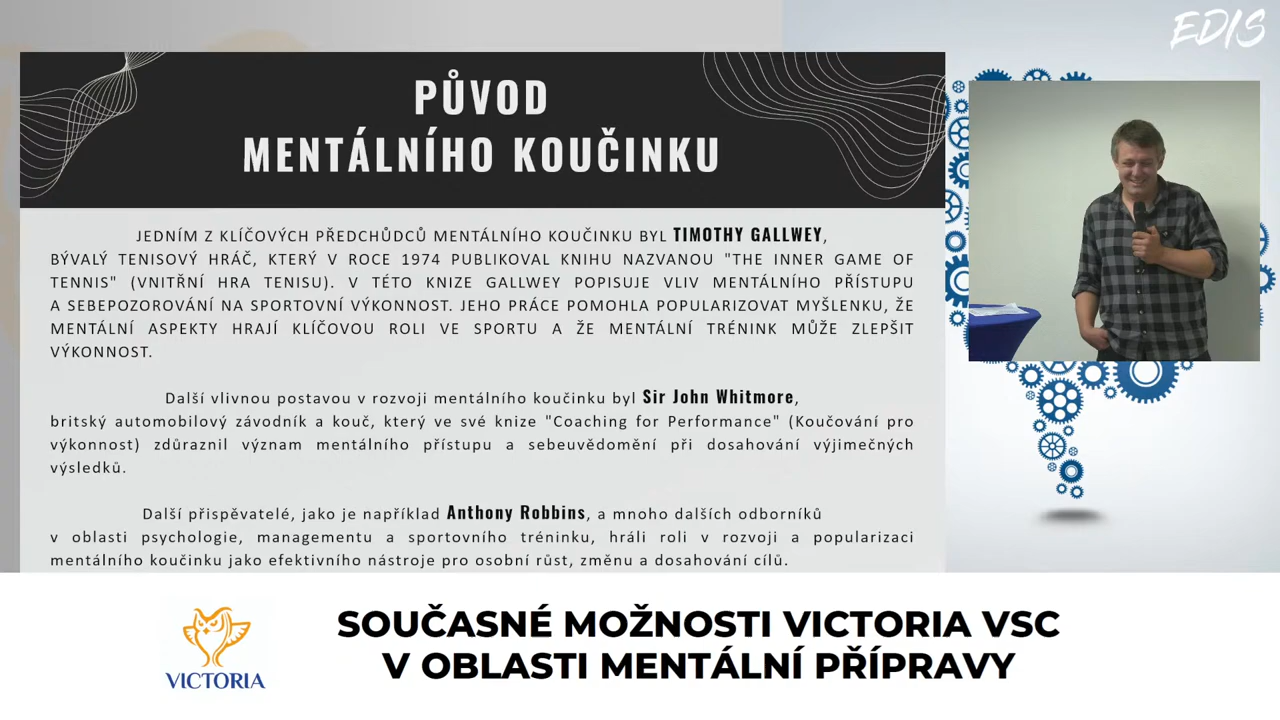 EDIS
PŮVOD
MENTÁLNÍHO KOUČINKU
JEDNÍM Z KLÍČOVÝCH PŘEDCHŮDCŮ MENTÁLNÍHO KOUČINKU BYL TIMOTHY GALLWEY,
BÝVALÝ TENISOVÝ HRÁČ, KTERÝ V ROCE 1974 PUBLIKOVAL KNIHU NAZVANOU "THE INNER GAME OF
TENNIS" (VNITŘNÍ HRA TENISU). V TÉTO KNIZE GALLWEY POPISUJE VLIV MENTÁLNÍHO PŘÍSTUPU
A SEBEPOZOROVÁNÍ NA SPORTOVNÍ VÝKONNOST. JEHO PRÁCE POMOHLA POPULARIZOVAT MYŠLENKU, ŽE
MENTÁLNÍ ASPEKTY HRAJÍ KLÍČOVOU ROLI VE SPORTU A ŽE MENTÁLNÍ TRÉNINK MŮŽE ZLEPŠIT
VÝKONNOST.
Další vlivnou postavou v rozvoji mentálního koučinku byl Sir John Whitmore,
britský automobilový závodník a kouč, který ve své knize "Coaching for Performance" (Koučování pro
výkonnost) zdůraznil význam mentálního přístupu a sebeuvědomění při dosahování výjimečných
výsledků.
Další přispěvatelé, jako je například Anthony Robbins, a mnoho dalších odborníků
v oblasti psychologie, managementu a sportovního tréninku, hráli roli v rozvoji a popularizaci
mentálního koučinku jako efektivního nástroje pro osobní růst, změnu a dosahování cílů.
VICTORIA
SOUČASNÉ MOŽNOSTI VICTORIA VSC
V OBLASTI MENTÁLNÍ PŘÍPRAVY